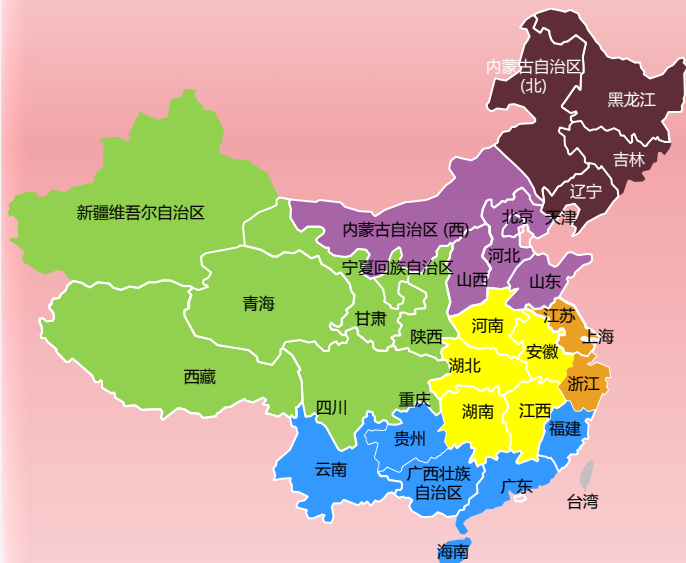 内蒙古自治区
(北)
黑龙江
吉林
辽宁
新疆维吾尔自治区
北京
天津
内蒙古自治区 (西)
河北
宁夏回族自治区
山西
山东
青海
甘肃
陕西
河南
江苏
上海
安徽
湖北
西藏
浙江
四川
重庆
湖南
江西
福建
贵州
云南
广西壮族
自治区
广东
台湾
海南